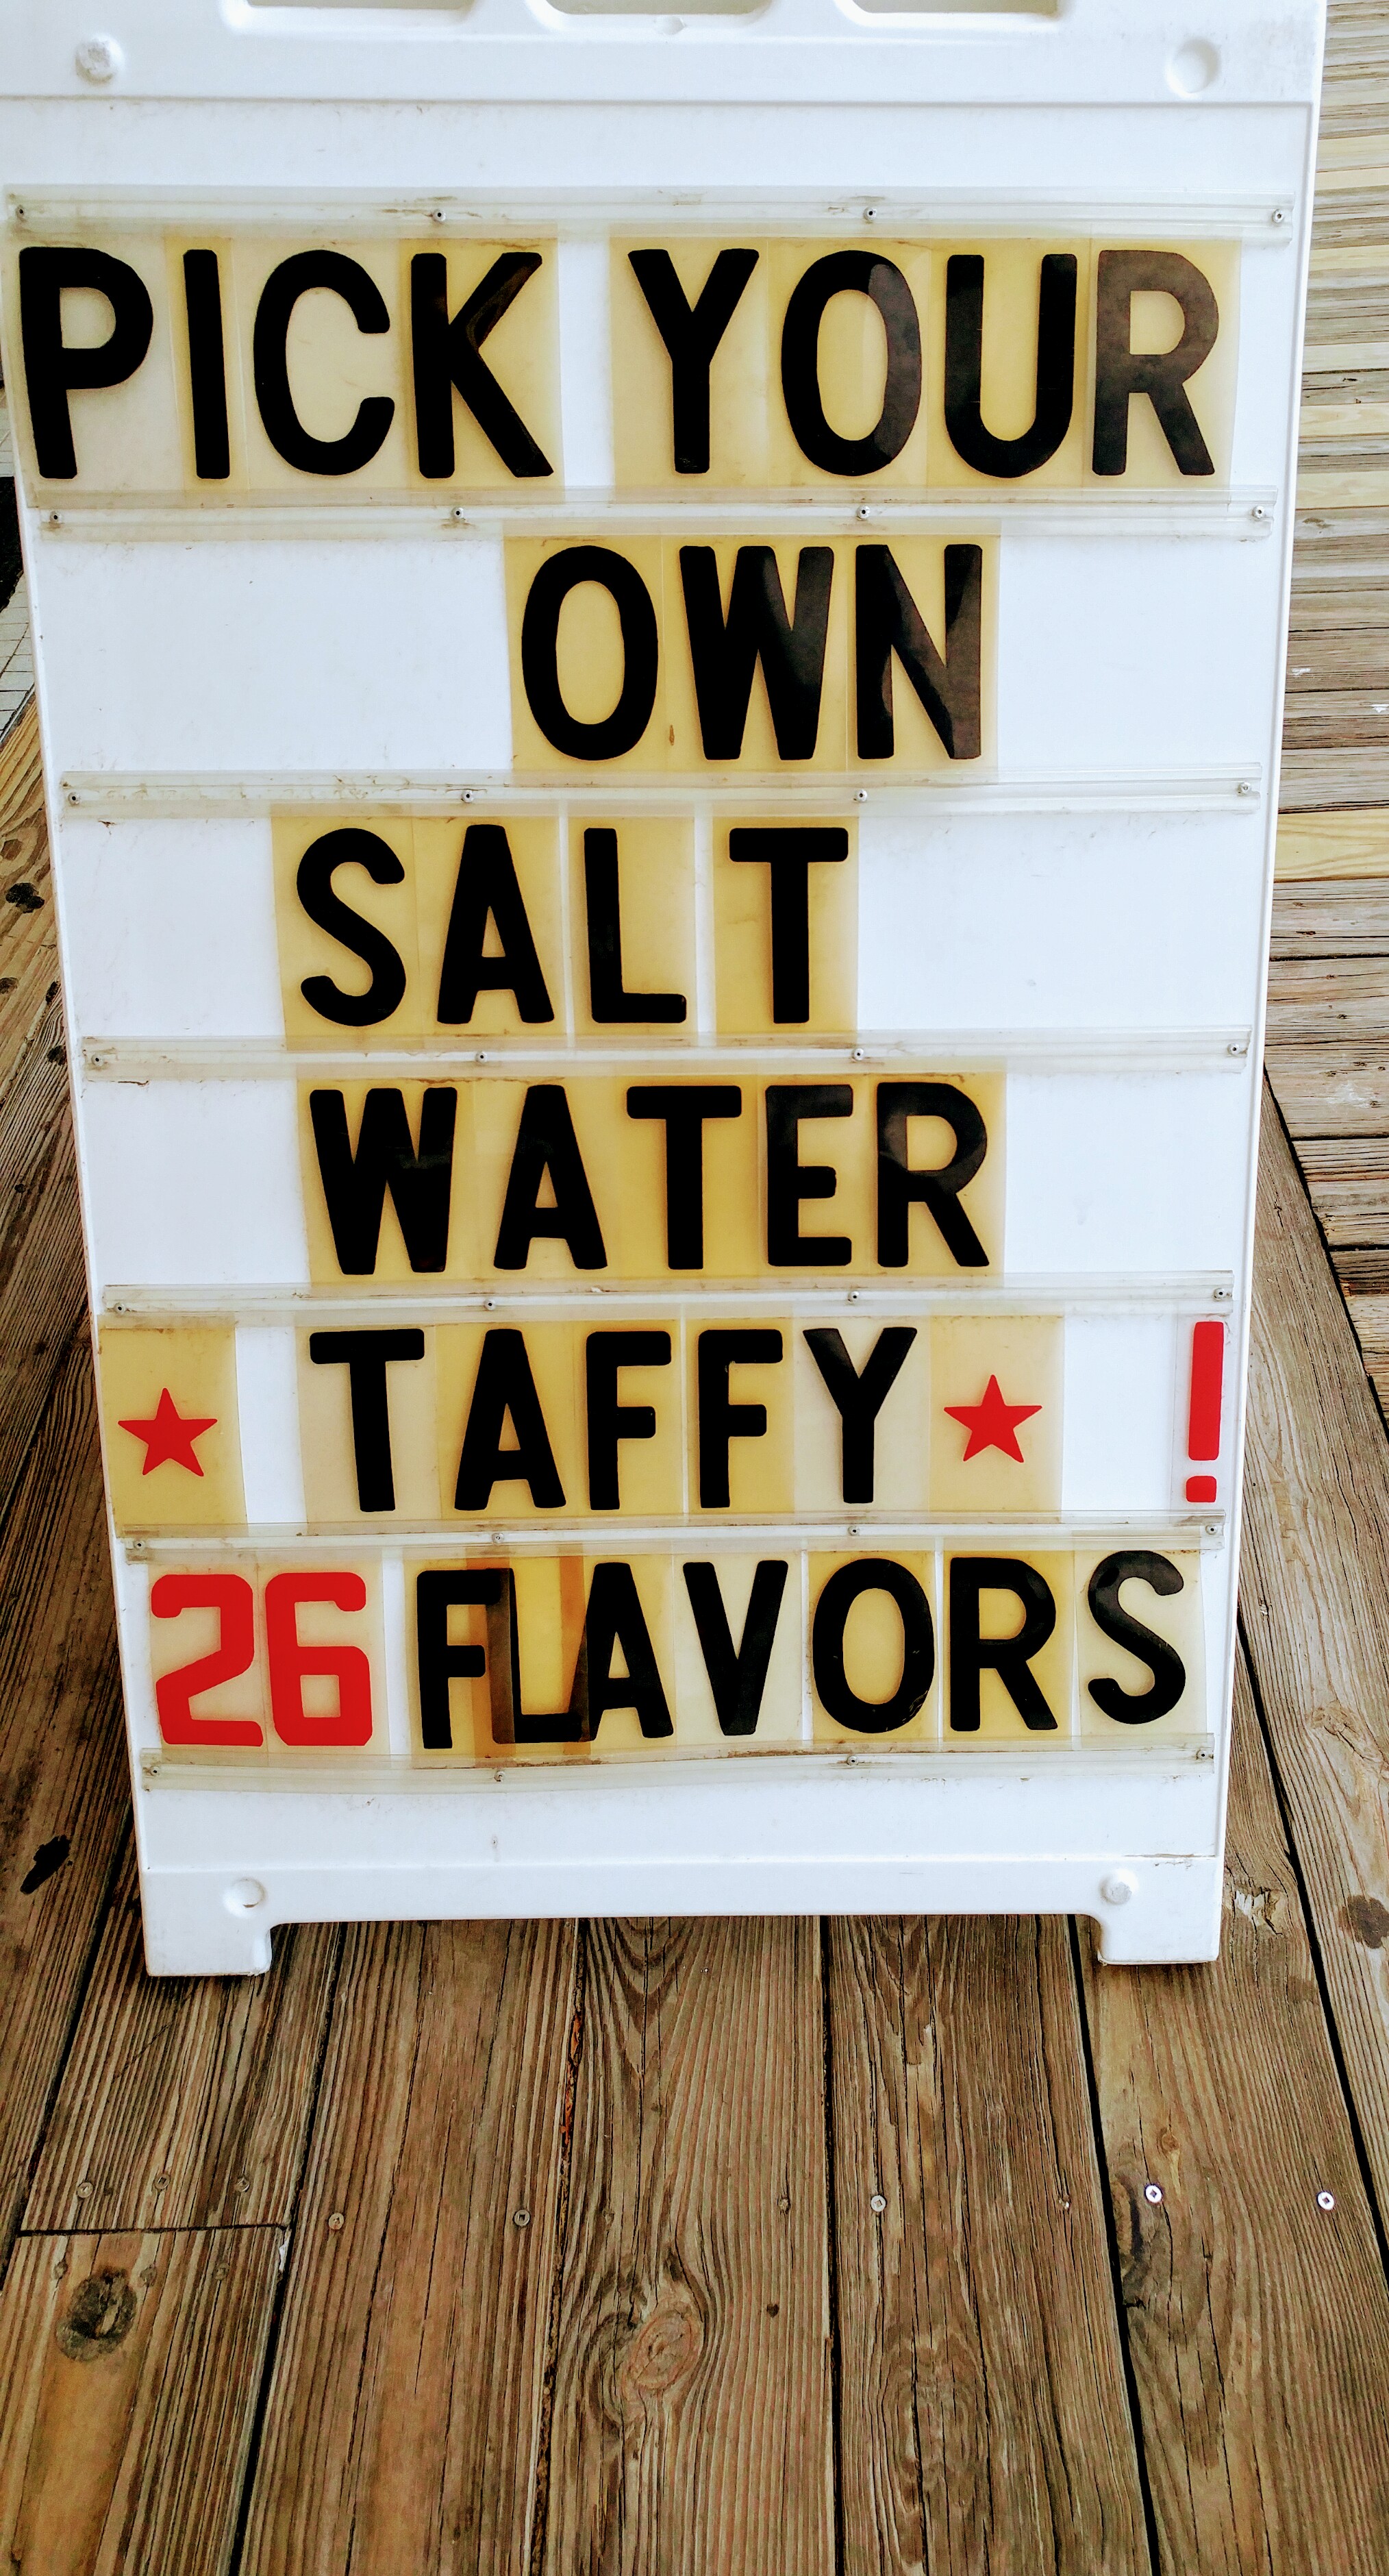 PICK YOUR
OWN
SALT
WATER
★ TAFFY ★ !
26 FLAVORS